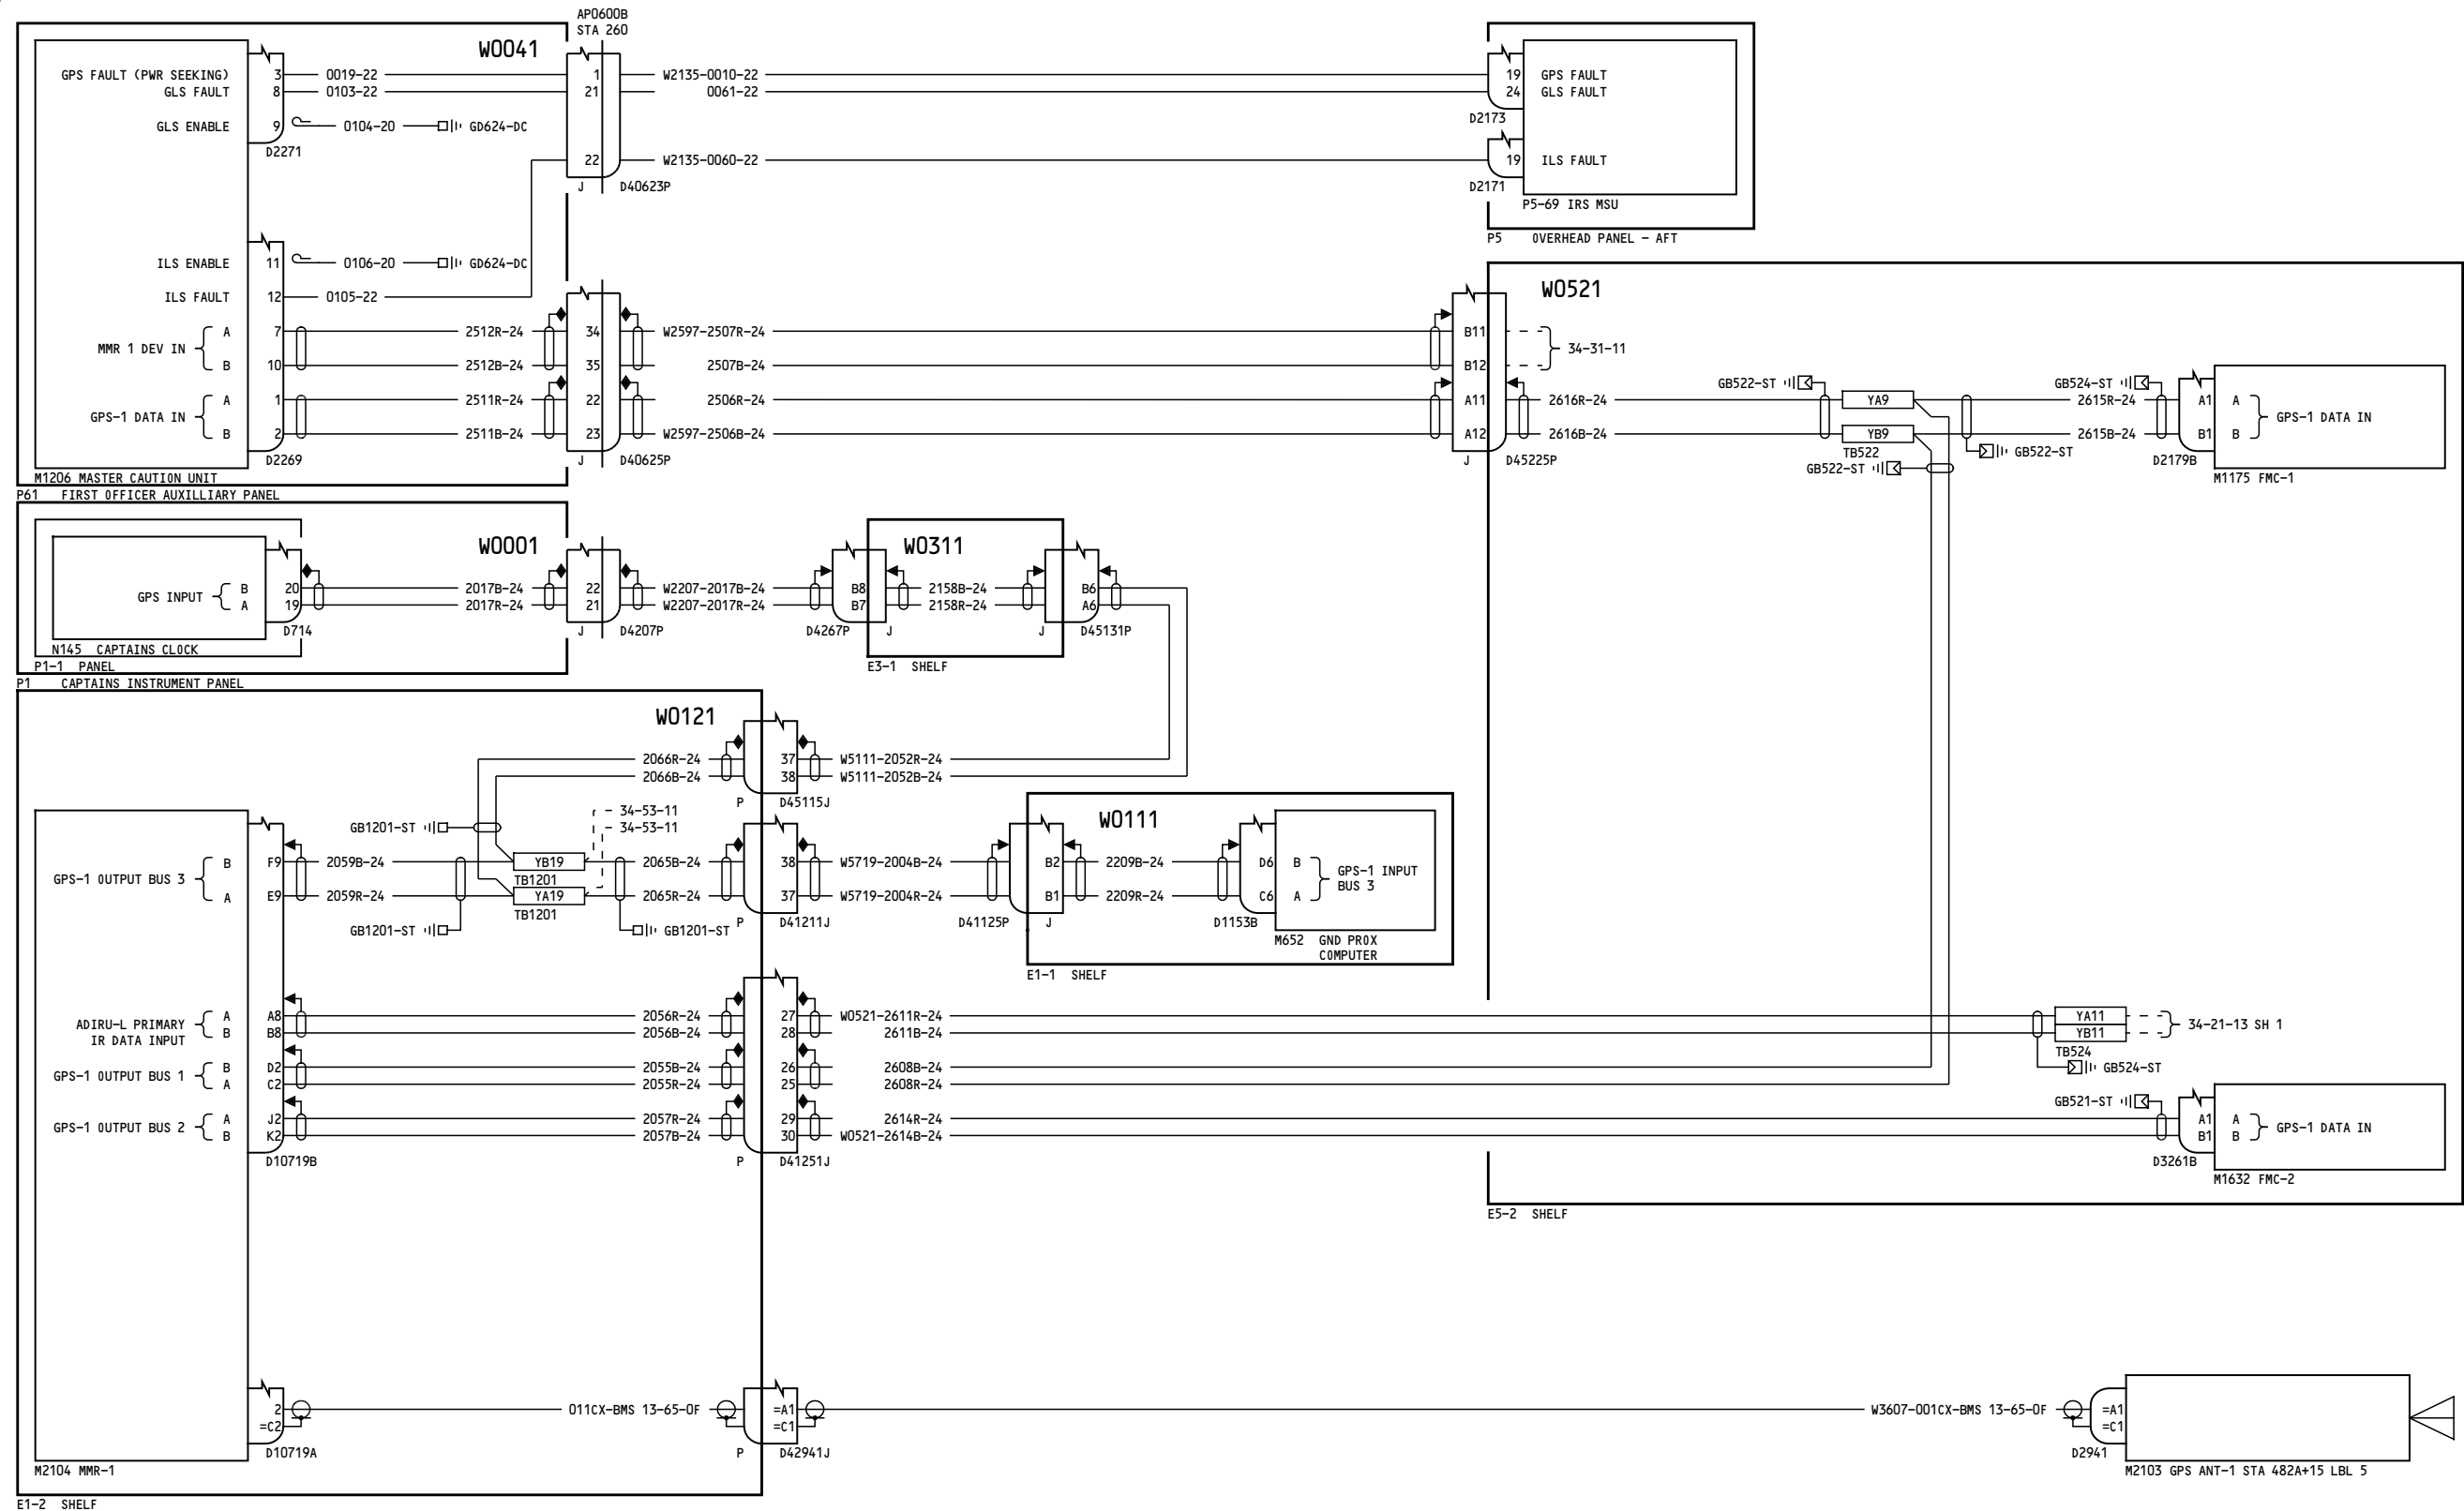 AP0600B
STA 260
W0041
GPS FAULT (PWR SEEKING) 3 0019-22 1 W2135-0010-22 19 GPS FAULT
GLS FAULT 8 0103-22 21 0061-22 24 GLS FAULT
D2173
GLS ENABLE 9 0104-20 GD624-DC
D2271
22 W2135-0060-22 19 ILS FAULT
J D40623P D2171
P5-69 IRS MSU
P5 OVERHEAD PANEL - AFT
ILS ENABLE 11 0106-20 GD624-DC
ILS FAULT 12 0105-22
W0521
MMR 1 DEV IN
A 7 2512R-24 34 W2597-2507R-24 B11
34-31-11
B 10 2512B-24 35 2507B-24 B12
GB522-ST GB524-ST
GPS-1 DATA IN
A 1 2511R-24 22 2506R-24 A11 2616R-24 YA9 2615R-24 A1 A
GPS-1 DATA IN
B 2 2511B-24 23 W2597-2506B-24 A12 2616B-24 YB9 2615B-24 B1 B
TB522
GB522-ST
D2269 J D40625P J D45225P GB522-ST D2179B
M1206 MASTER CAUTION UNIT
M1175 FMC-1
P61 FIRST OFFICER AUXILLIARY PANEL
W0001 W0311
GPS INPUT
B 20 2017B-24 22 W2207-2017B-24 B8 2158B-24 B6
A 19 2017R-24 21 W2207-2017R-24 B7 2158R-24 A6
D714 J D4207P D4267P J J D45131P
N145 CAPTAINS CLOCK
P1-1 PANEL
E3-1 SHELF
P1 CAPTAINS INSTRUMENT PANEL
W0121
2066R-24 37 W5111-2052R-24
2066B-24 38 W5111-2052B-24
P D45115J
34-53-11
34-53-11
GB1201-ST
W0111
GPS-1 OUTPUT BUS 3
B F9 2059B-24 YB19 2065B-24 38 W5719-2004B-24 B2 2209B-24 D6 B
TB1201
GPS-1 INPUT
BUS 3
A E9 2059R-24 YA19 2065R-24 37 W5719-2004R-24 B1 2209R-24 C6 A
TB1201
GB1201-ST GB1201-ST
P D41211J D41125P J D1153B
M652 GND PROX
COMPUTER
E1-1 SHELF
ADIRU-L PRIMARY
IR DATA INPUT
A A8 2056R-24 27 W0521-2611R-24 YA11
34-21-13 SH 1
B B8 2056B-24 28 2611B-24 YB11
TB524
GB524-ST
GPS-1 OUTPUT BUS 1
B D2 2055B-24 26 2608B-24
A C2 2055R-24 25 2608R-24
GB521-ST
GPS-1 OUTPUT BUS 2
A J2 2057R-24 29 2614R-24 A1 A
GPS-1 DATA IN
B K2 2057B-24 30 W0521-2614B-24 B1 B
D10719B P D41251J D3261B
M1632 FMC-2
E5-2 SHELF
2 011CX-BMS 13-65-0F =A1 W3607-001CX-BMS 13-65-0F =A1
=C2 =C1 =C1
D10719A P D42941J D2941
M2104 MMR-1
M2103 GPS ANT-1 STA 482A+15 LBL 5
E1-2 SHELF